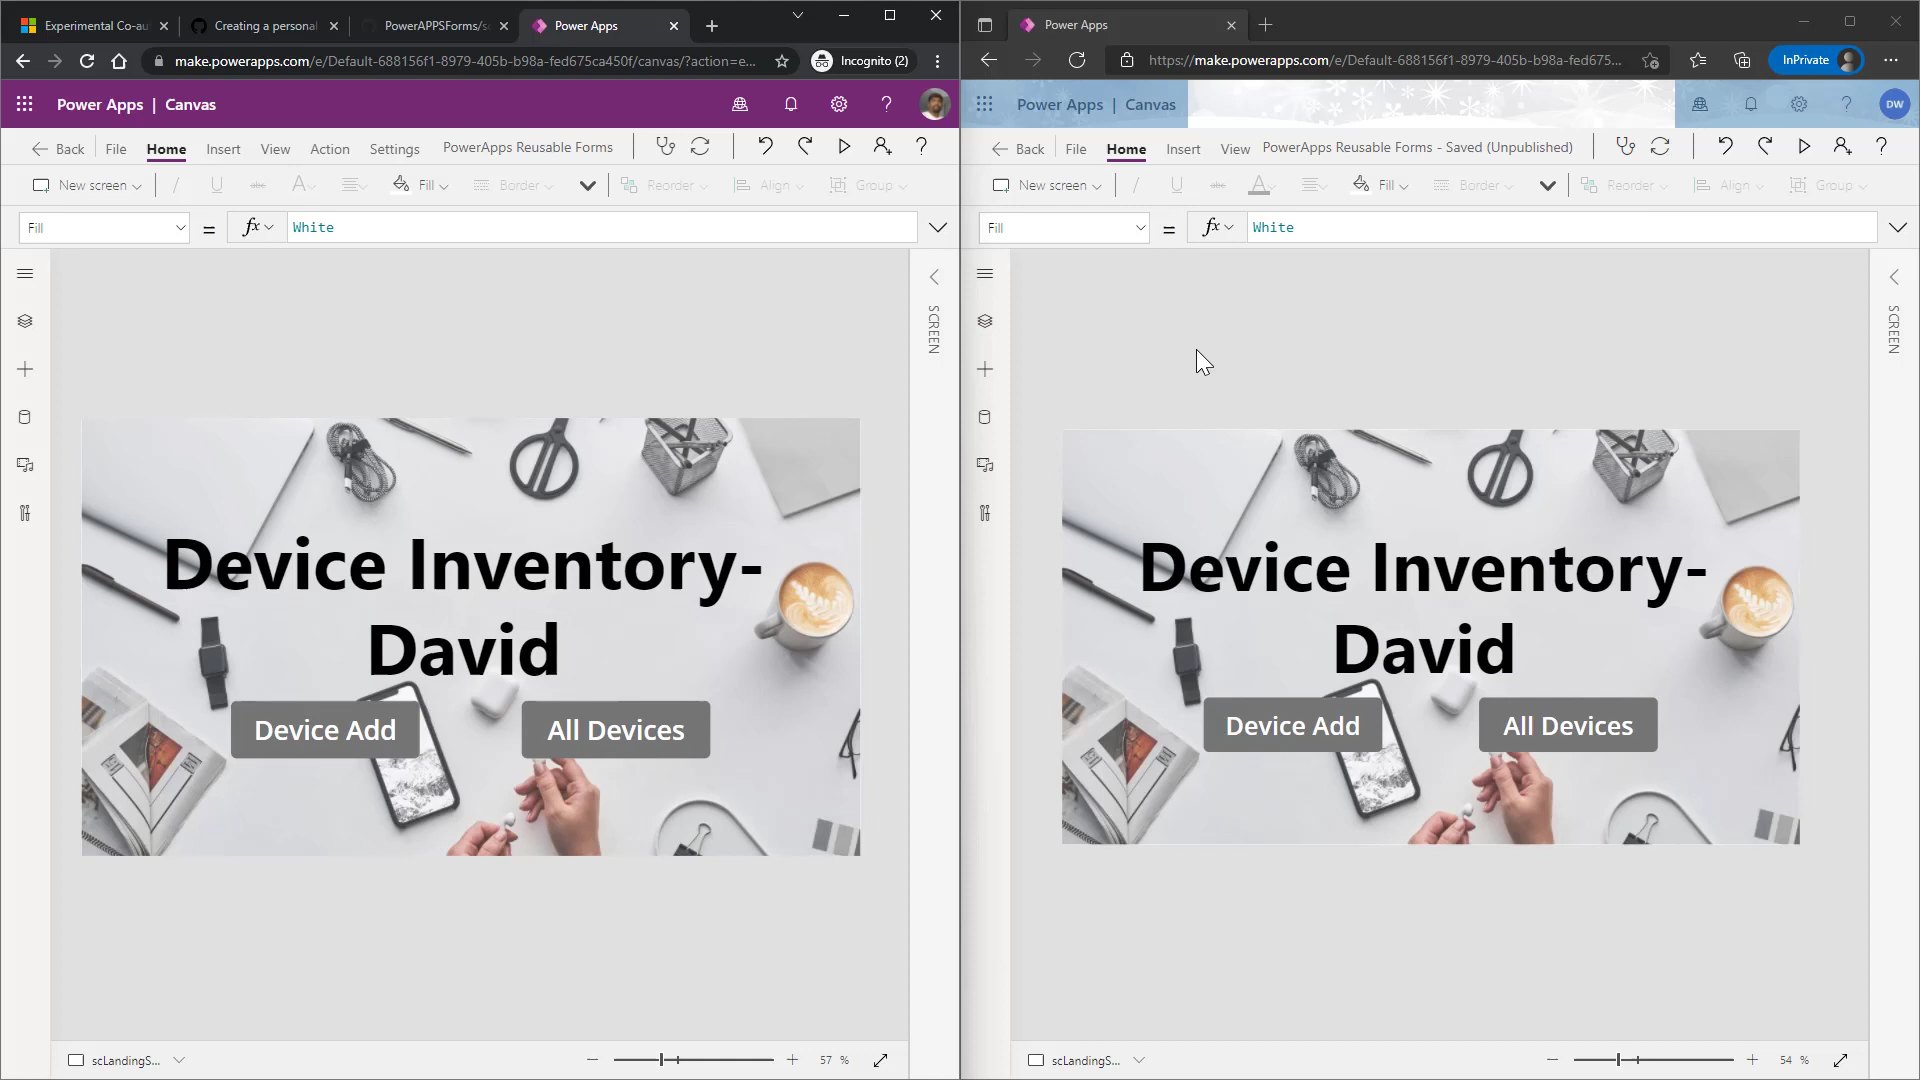 Experimental Co-au
Creating a personal
PowerAPPSForms/sc
Power Apps
make.powerapps.com/e/Default-688156f1-8979-405b-b98a-fed675ca450f/canvas/?action=e...
Incognito (2)
Power Apps | Canvas
Back
File
Home
Insert
View
Action
Settings
PowerApps Reusable Forms
New screen
Fill
Border
Reorder
Align
Group
Fill
=
fx
White
SCREEN
Device Inventory-
David
Device Add
All Devices
scLandingS...
57 %
Power Apps
https://make.powerapps.com/e/Default-688156f1-8979-405b-b98a-fed675...
InPrivate
Power Apps | Canvas
DW
Back
File
Home
Insert
View
PowerApps Reusable Forms - Saved (Unpublished)
New screen
Fill
Border
Reorder
Align
Group
Fill
=
fx
White
SCREEN
Device Inventory-
David
Device Add
All Devices
scLandingS...
54 %